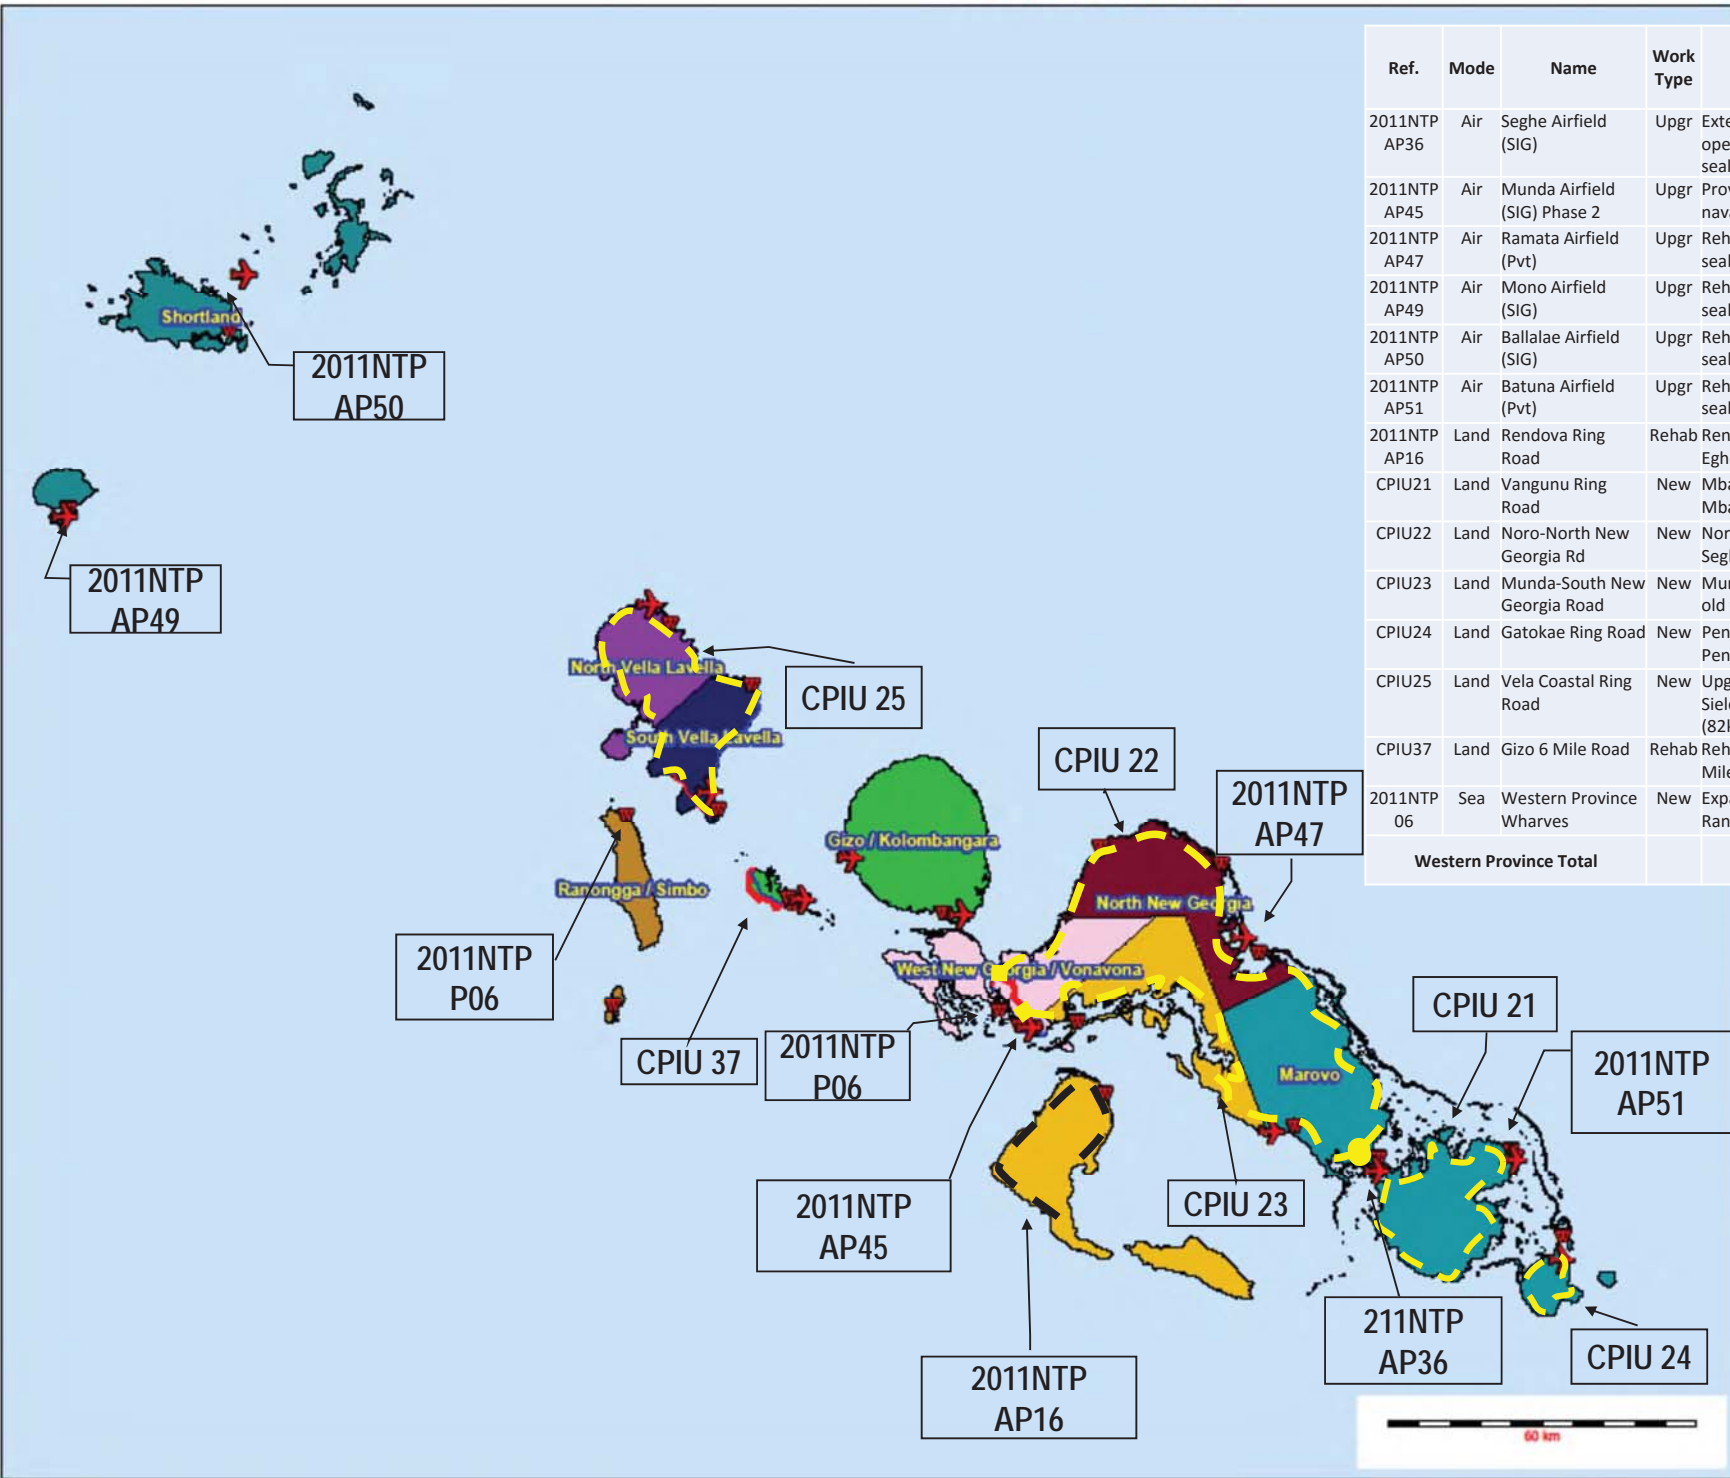 Ref. Mode Name Work Type
2011NTP AP36 Air Seghe Airfield (SIG) Upgr
2011NTP AP45 Air Munda Airfield (SIG) Phase 2 Upgr
2011NTP AP47 Air Ramata Airfield (Pvt) Upgr
2011NTP AP49 Air Mono Airfield (SIG) Upgr
2011NTP AP50 Air Ballalae Airfield (SIG) Upgr
2011NTP AP51 Air Batuna Airfield (Pvt) Upgr
2011NTP AP16 Land Rendova Ring Road Rehab
CPIU21 Land Vangunu Ring Road New
CPIU22 Land Noro-North New Georgia Rd New
CPIU23 Land Munda-South New Georgia Road New old
CPIU24 Land Gatokae Ring Road New
CPIU25 Land Vela Coastal Ring Road New
CPIU37 Land Gizo 6 Mile Road Rehab
2011NTP 06 Sea Western Province Wharves New
Western Province Total
Shortland
2011NTP
AP50
2011NTP
AP49
North Vella Lavella
CPIU 25
South Vella Lavella
CPIU 22
2011NTP
AP47
Gizo / Kolombangara
Ranongga / Simbo
North New Georgia
2011NTP
P06
West New Georgia / Vonavona
CPIU 21
CPIU 37
2011NTP
P06
Marovo
2011NTP
AP51
2011NTP
AP45
CPIU 23
211NTP
AP36
CPIU 24
2011NTP
AP16
60 km